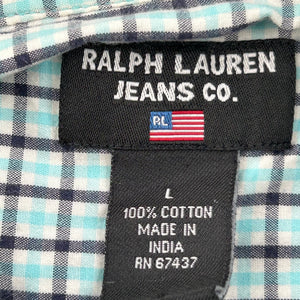 RALPH LAUREN
JEANS CO.
RL
L
100% COTTON
MADE IN
INDIA
RN 67437